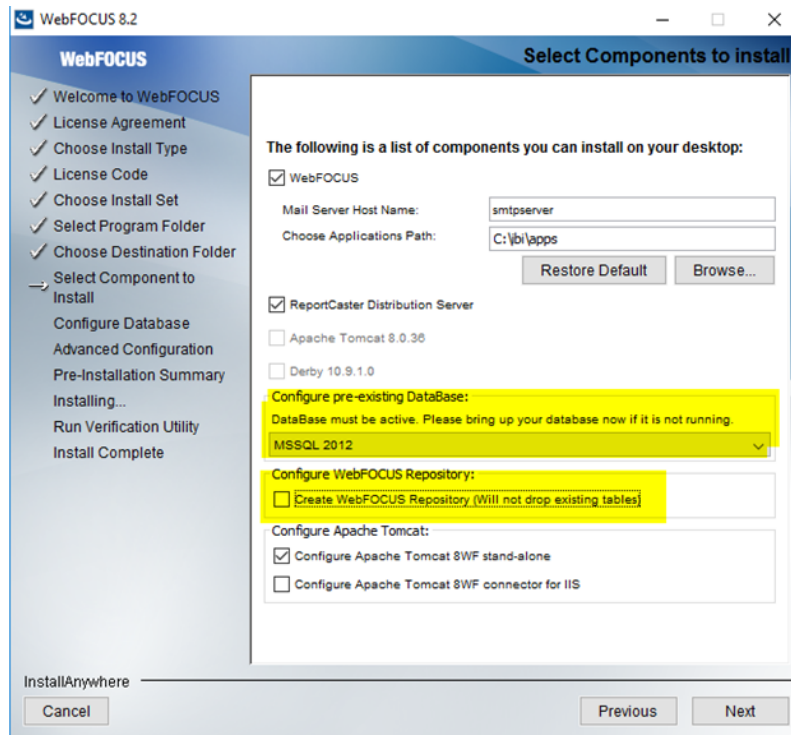 WebFOCUS 8.2
WebFOCUS
Select Components to install
Welcome to WebFOCUS
License Agreement
Choose Install Type
License Code
Choose Install Set
Select Program Folder
Choose Destination Folder
Select Component to
Install
Configure Database
Advanced Configuration
Pre-Installation Summary
Installing...
Run Verification Utility
Install Complete
The following is a list of components you can install on your desktop:
WebFOCUS
Mail Server Host Name:
smtpserver
Choose Applications Path:
C:\ibi\apps
Restore Default
Browse...
ReportCaster Distribution Server
Apache Tomcat 8.0.36
Derby 10.9.1.0
Configure pre-existing DataBase:
DataBase must be active. Please bring up your database now if it is not running.
MSSQL 2012
Configure WebFOCUS Repository:
Create WebFOCUS Repository (Will not drop existing tables)
Configure Apache Tomcat:
Configure Apache Tomcat 8WF stand-alone
Configure Apache Tomcat 8WF connector for IIS
InstallAnywhere
Cancel
Previous
Next